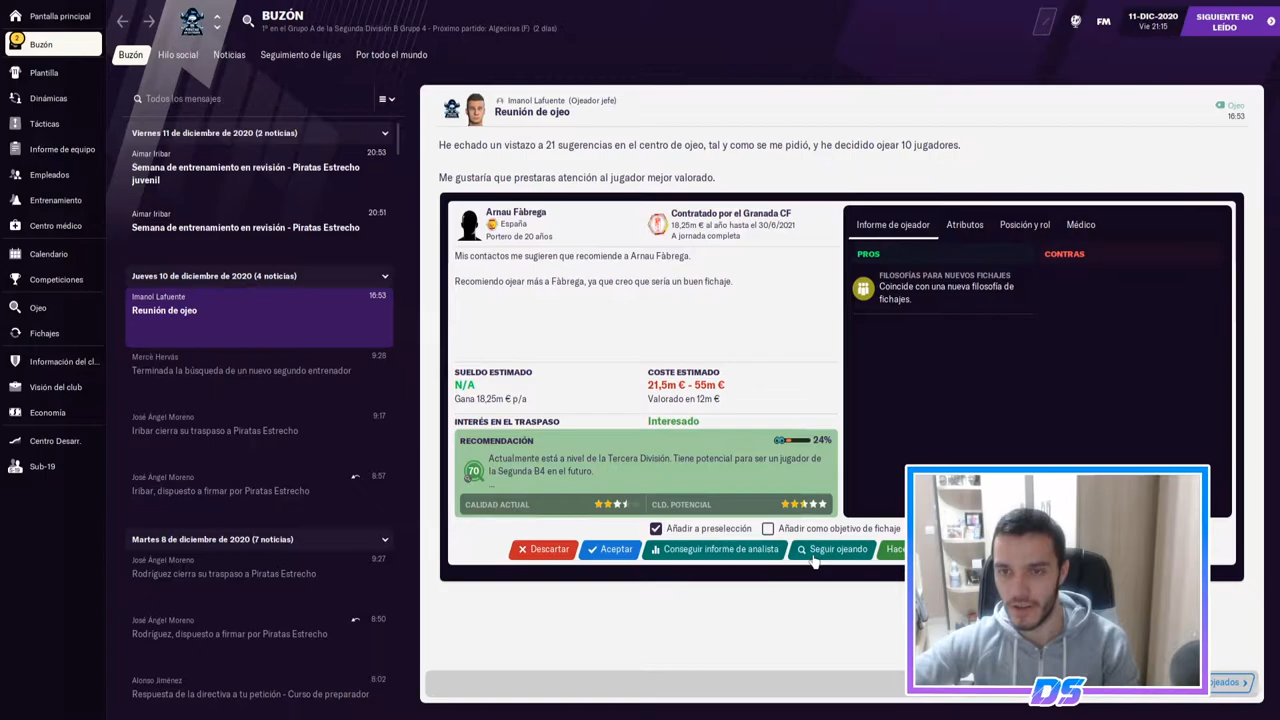 Pantalla principal
2
Buzón
Plantilla
Dinámicas
Tácticas
Informe de equipo
Empleados
Entrenamiento
Centro médico
Calendario
Competiciones
Ojeo
Fichajes
Información del cl...
Visión del club
Economía
Centro Desarr.
Sub-19
BUZÓN
1º en el Grupo A de la Segunda División B Grupo 4 - Próximo partido: Algeciras (F) (2 días)
FM
11-DIC-2020
Vie 21:15
SIGUIENTE NO
LEÍDO
Buzón Hilo social Noticias Seguimiento de ligas Por todo el mundo
Todos los mensajes
Viernes 11 de diciembre de 2020 (2 noticias)
Aimar Iribar 20:53
Semana de entrenamiento en revisión - Piratas Estrecho
juvenil
Aimar Iribar 20:51
Semana de entrenamiento en revisión - Piratas Estrecho
Jueves 10 de diciembre de 2020 (4 noticias)
Imanol Lafuente 16:53
Reunión de ojeo
Mercè Hervás 9:28
Terminada la búsqueda de un nuevo segundo entrenador
José Ángel Moreno 9:17
Iribar cierra su traspaso a Piratas Estrecho
José Ángel Moreno 8:57
Iribar, dispuesto a firmar por Piratas Estrecho
Martes 8 de diciembre de 2020 (7 noticias)
José Ángel Moreno 9:27
Rodríguez cierra su traspaso a Piratas Estrecho
José Ángel Moreno 8:50
Rodríguez, dispuesto a firmar por Piratas Estrecho
Alonso Jiménez 8:02
Respuesta de la directiva a tu petición - Curso de preparador
Imanol Lafuente (Ojeador jefe)
Reunión de ojeo
Ojeo
16:53
He echado un vistazo a 21 sugerencias en el centro de ojeo, tal y como se me pidió, y he decidido ojear 10 jugadores.
Me gustaría que prestaras atención al jugador mejor valorado.
Arnau Fàbrega
España
Portero de 20 años
Contratado por el Granada CF
18,25m € al año hasta el 30/6/2021
A jornada completa
Mis contactos me sugieren que recomiende a Arnau Fàbrega.
Recomiendo ojear más a Fàbrega, ya que creo que sería un buen fichaje.
SUELDO ESTIMADO
N/A
Gana 18,25m € p/a
COSTE ESTIMADO
21,5m € - 55m €
Valorado en 12m €
INTERÉS EN EL TRASPASO Interesado
RECOMENDACIÓN 24%
70
Actualmente está a nivel de la Tercera División. Tiene potencial para ser un jugador de
la Segunda B4 en el futuro.
...
CALIDAD ACTUAL CLD. POTENCIAL
Informe de ojeador Atributos Posición y rol Médico
PROS CONTRAS
FILOSOFÍAS PARA NUEVOS FICHAJES
Coincide con una nueva filosofía de
fichajes.
Añadir a preselección Añadir como objetivo de fichaje
Descartar Aceptar Conseguir informe de analista Seguir ojeando Hace
ojeados
DS